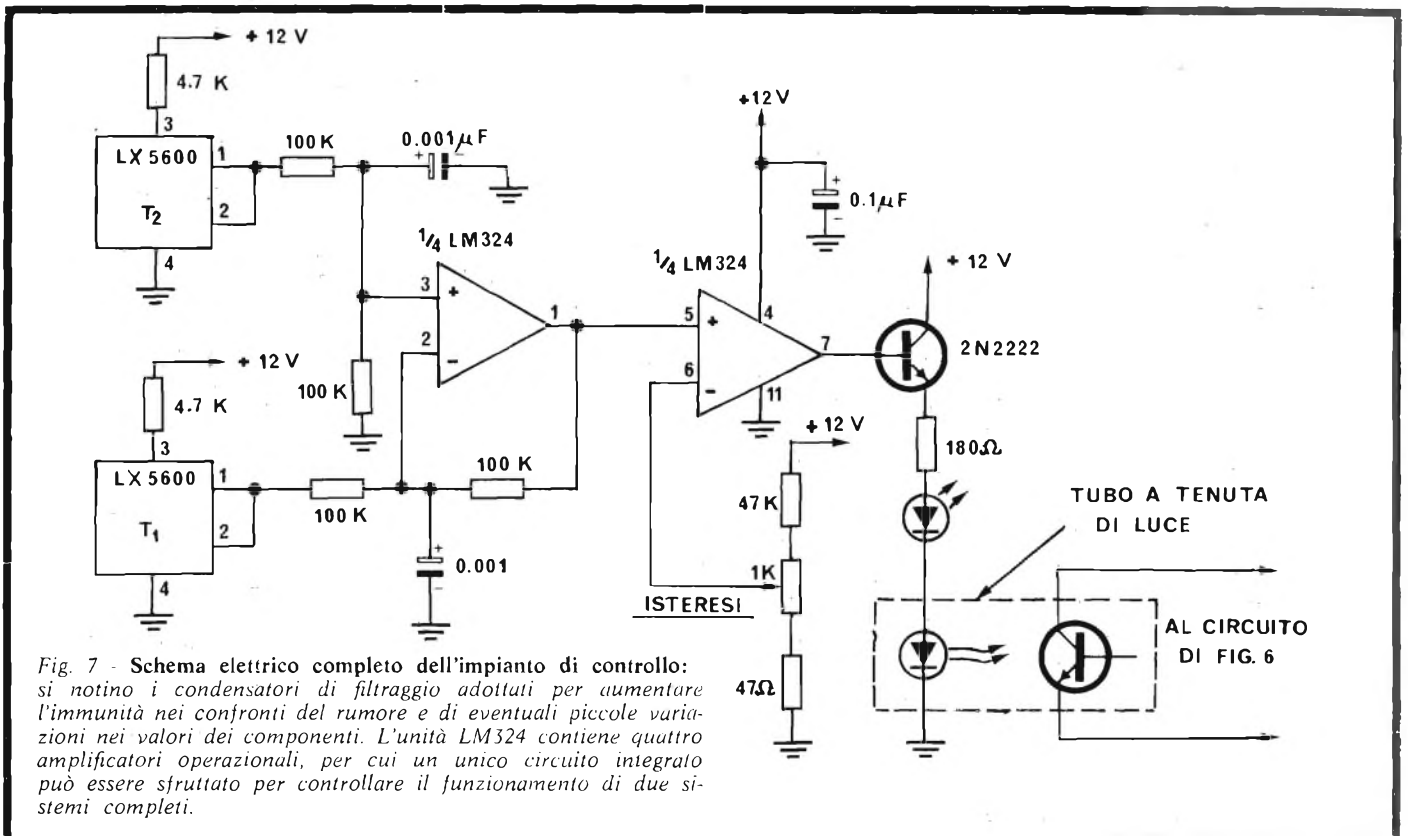 + 12 V
4.7 K
3
LX 5600
T2
1
2
4
100 K
0.001 µF
+
-
1/4 LM324
3
+
2
-
1
100 K
+ 12 V
4.7 K
3
LX 5600
T1
1
2
4
100 K
100 K
+
-
0.001
+12 V
+
-
0.1 µF
1/4 LM324
5
+
6
-
4
7
11
+ 12 V
2N2222
180Ω
+ 12 V
47K
1K
ISTERESI
47Ω
TUBO A TENUTA
DI LUCE
AL CIRCUITO
DI FIG. 6
Fig. 7 - Schema elettrico completo dell'impianto di controllo:
si notino i condensatori di filtraggio adottati per aumentare
l'immunità nei confronti del rumore e di eventuali piccole varia-
zioni nei valori dei componenti. L'unità LM324 contiene quattro
amplificatori operazionali, per cui un unico circuito integrato
può essere sfruttato per controllare il funzionamento di due si-
stemi completi.